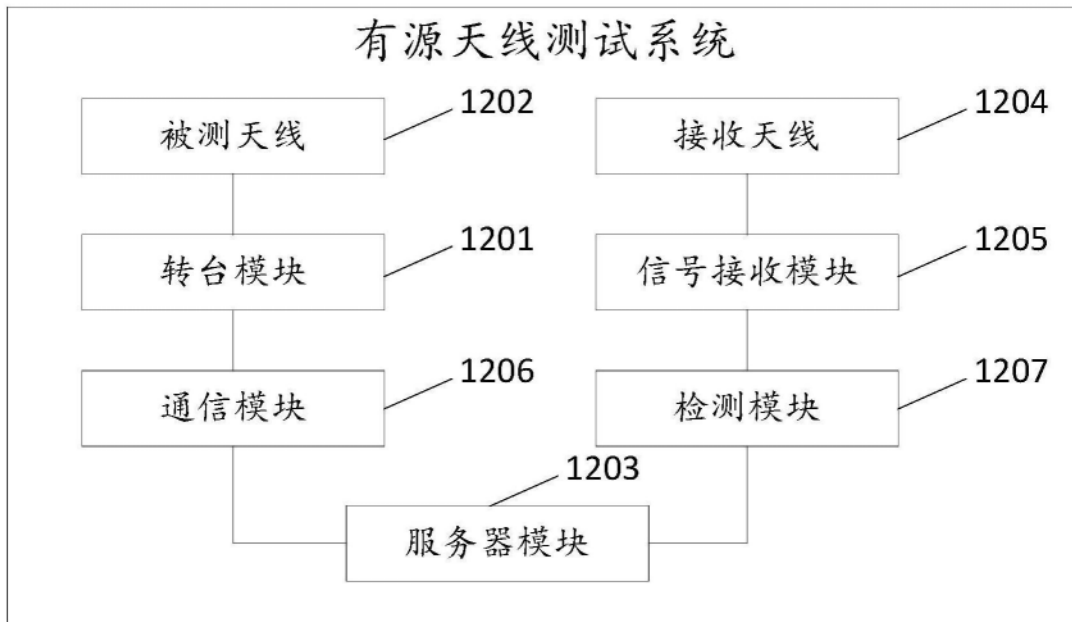 有源天线测试系统
被测天线
1202
接收天线
1204
转台模块
1201
信号接收模块
1205
通信模块
1206
检测模块
1207
1203
服务器模块